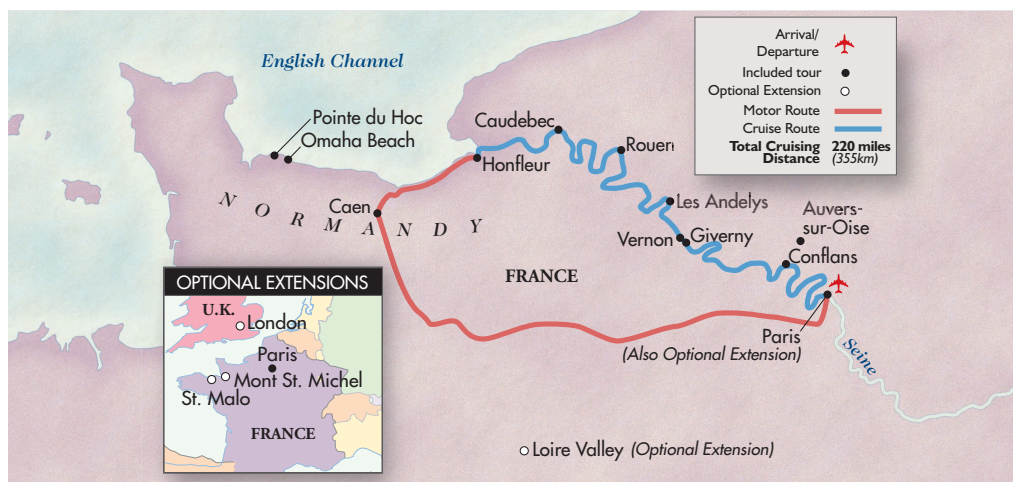 English Channel
Pointe du Hoc
Omaha Beach
Caudebec
Honfleur
Rouen
Les Andelys
Vernon
Giverny
Auvers-
sur-Oise
Conflans
Caen
NORMANDY
FRANCE
Paris
(Also Optional Extension)
Seine
Loire Valley (Optional Extension)
Arrival/
Departure
Included tour
Optional Extension
Motor Route
Cruise Route
Total Cruising 220 miles
Distance (355km)
OPTIONAL EXTENSIONS
U.K.
London
Paris
Mont St. Michel
St. Malo
FRANCE